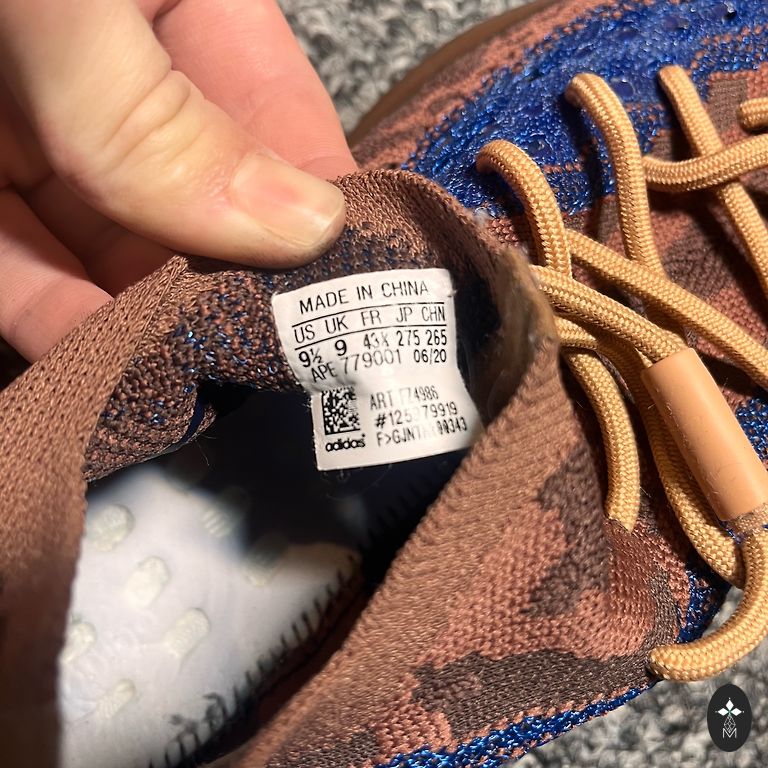 MADE IN CHINA
US UK FR JP CHN
9½ 9 43⅓ 275 265
APE 779001 06/20
ART FZ4986
adidas
M